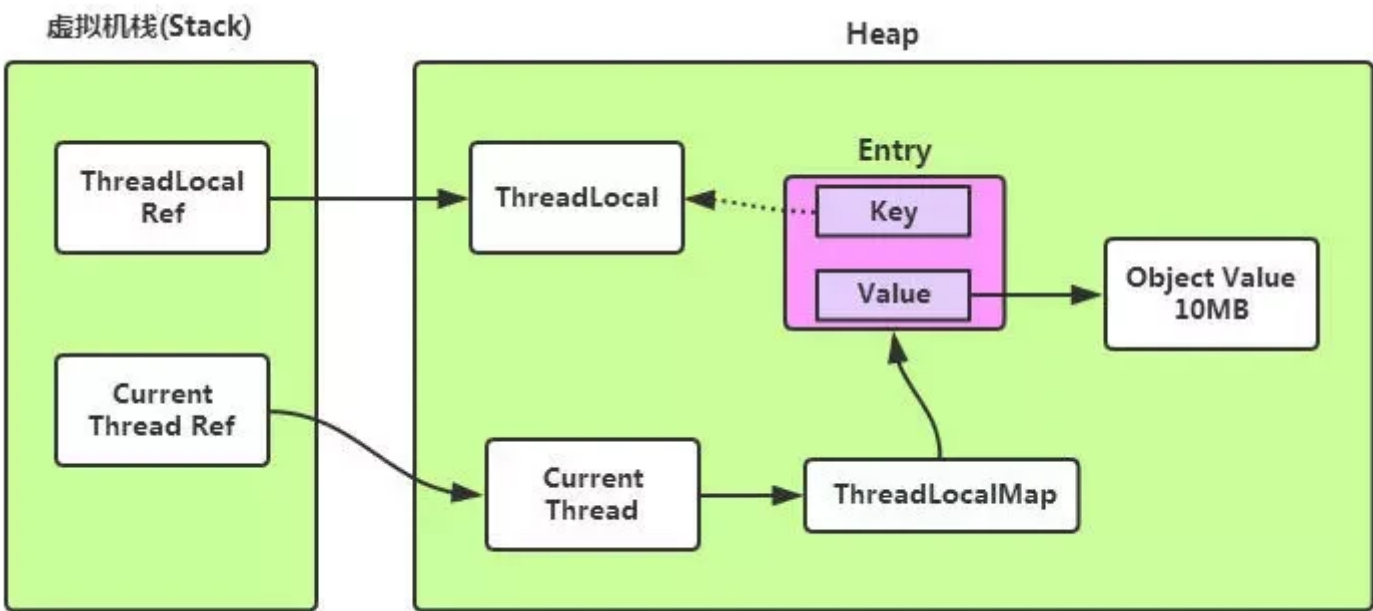 虚拟机栈(Stack)
Heap
ThreadLocal
Ref
ThreadLocal
Entry
Key
Value
Object Value
10MB
Current
Thread Ref
Current
Thread
ThreadLocalMap